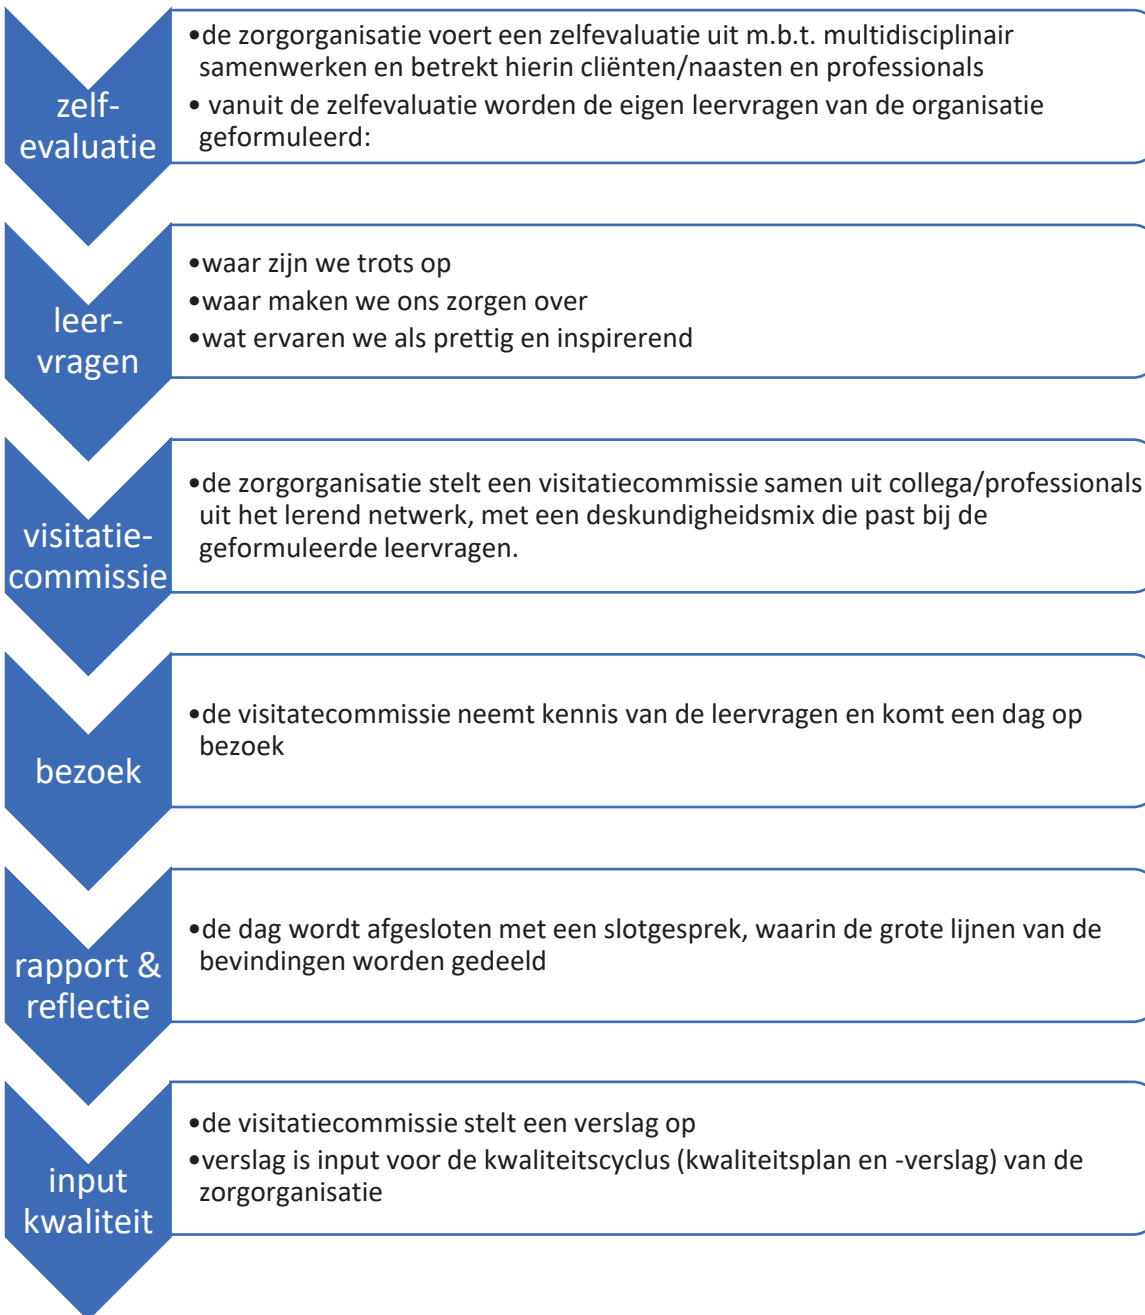 zelf-
evaluatie
•de zorgorganisatie voert een zelfevaluatie uit m.b.t. multidisciplinair
samenwerken en betrekt hierin cliënten/naasten en professionals
• vanuit de zelfevaluatie worden de eigen leervragen van de organisatie
geformuleerd:
leer-
vragen
•waar zijn we trots op
•waar maken we ons zorgen over
•wat ervaren we als prettig en inspirerend
visitatie-
commissie
•de zorgorganisatie stelt een visitatiecommissie samen uit collega/professionals
uit het lerend netwerk, met een deskundigheidsmix die past bij de
geformuleerde leervragen.
bezoek
•de visitatecommissie neemt kennis van de leervragen en komt een dag op
bezoek
rapport &
reflectie
•de dag wordt afgesloten met een slotgesprek, waarin de grote lijnen van de
bevindingen worden gedeeld
input
kwaliteit
•de visitatiecommissie stelt een verslag op
•verslag is input voor de kwaliteitscyclus (kwaliteitsplan en -verslag) van de
zorgorganisatie